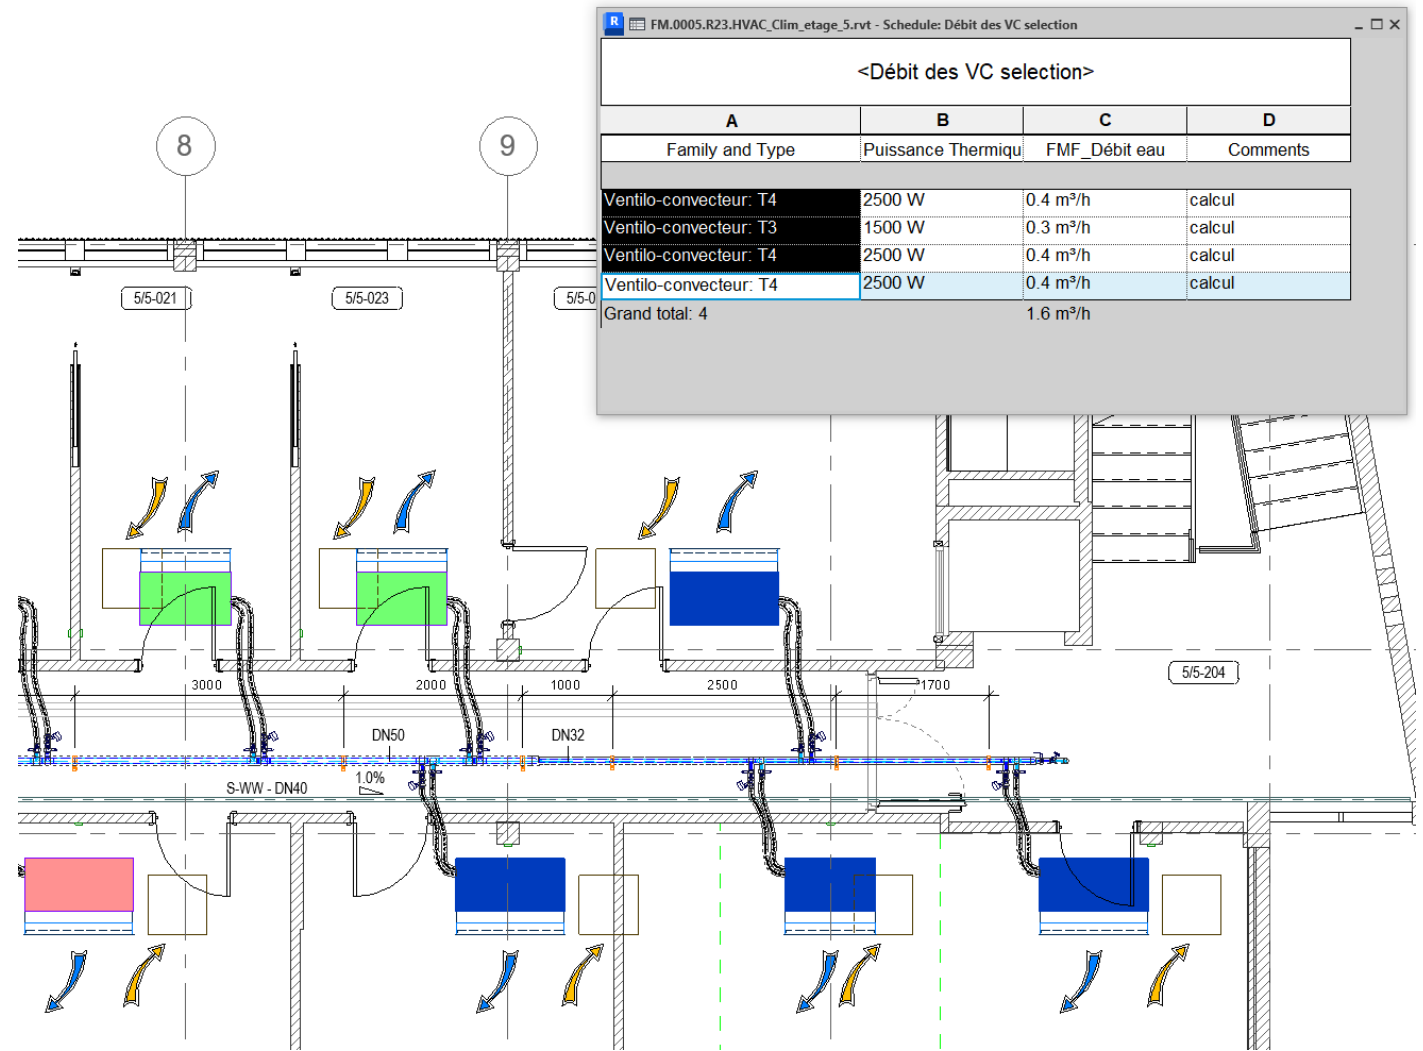 R FM.0005.R23.HVAC_Clim_etage_5.rvt - Schedule: Débit des VC selection
<Débit des VC selection>
A B C D
Family and Type Puissance Thermiqu FMF_Débit eau Comments
Ventilo-convecteur: T4 2500 W 0.4 m³/h calcul
Ventilo-convecteur: T3 1500 W 0.3 m³/h calcul
Ventilo-convecteur: T4 2500 W 0.4 m³/h calcul
Ventilo-convecteur: T4 2500 W 0.4 m³/h calcul
Grand total: 4 1.6 m³/h
8 9
5/5-021 5/5-023 5/5-0
5/5-204
3000 2000 1000 2500 1700
DN50 DN32
S-WW - DN40 1.0%